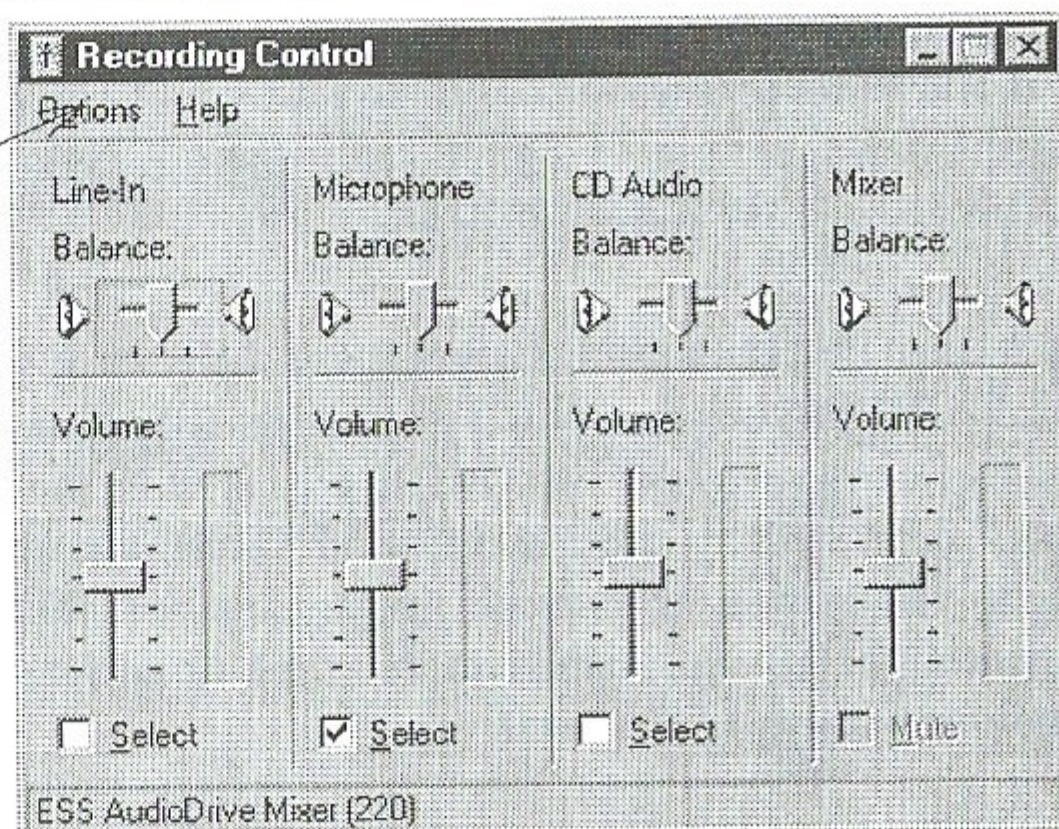 Recording Control
Options Help
Line-In
Balance:
Volume:
Select
Microphone
Balance:
Volume:
Select
CD Audio
Balance:
Volume:
Select
Mixer
Balance:
Volume:
Mute
ESS AudioDrive Mixer (220)